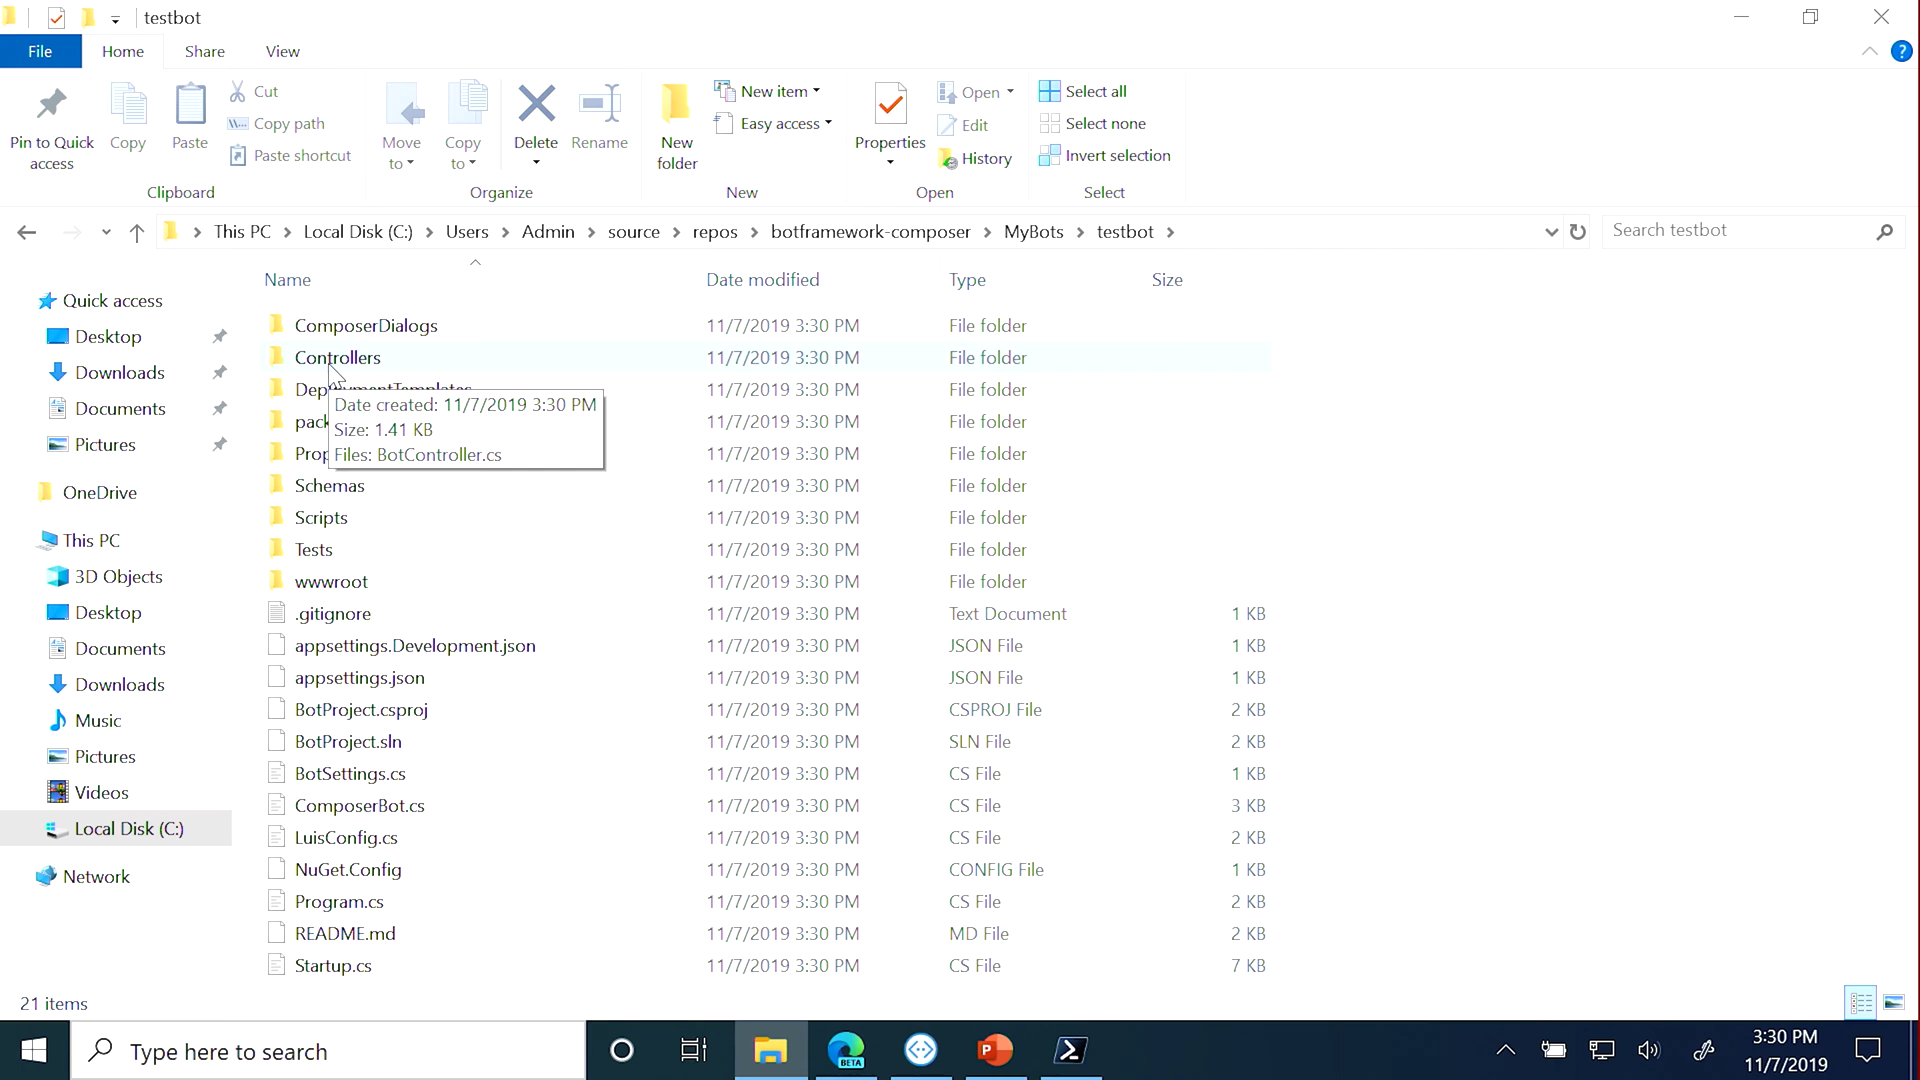 testbot
File Home Share View
Pin to Quick access
Copy
Paste
Cut
Copy path
Paste shortcut
Clipboard
Move to
Copy to
Delete
Rename
Organize
New folder
New item
Easy access
New
Properties
Open
Edit
History
Open
Select all
Select none
Invert selection
Select
This PC > Local Disk (C:) > Users > Admin > source > repos > botframework-composer > MyBots > testbot >
Search testbot
Quick access
Desktop
Downloads
Documents
Pictures
OneDrive
This PC
3D Objects
Desktop
Documents
Downloads
Music
Pictures
Videos
Local Disk (C:)
Network
Name Date modified Type Size
ComposerDialogs 11/7/2019 3:30 PM File folder
Controllers 11/7/2019 3:30 PM File folder
DeploymentTemplates 11/7/2019 3:30 PM File folder
pack 11/7/2019 3:30 PM File folder
Prop 11/7/2019 3:30 PM File folder
Date created: 11/7/2019 3:30 PM
Size: 1.41 KB
Files: BotController.cs
Schemas 11/7/2019 3:30 PM File folder
Scripts 11/7/2019 3:30 PM File folder
Tests 11/7/2019 3:30 PM File folder
wwwroot 11/7/2019 3:30 PM File folder
.gitignore 11/7/2019 3:30 PM Text Document 1 KB
appsettings.Development.json 11/7/2019 3:30 PM JSON File 1 KB
appsettings.json 11/7/2019 3:30 PM JSON File 1 KB
BotProject.csproj 11/7/2019 3:30 PM CSPROJ File 2 KB
BotProject.sln 11/7/2019 3:30 PM SLN File 2 KB
BotSettings.cs 11/7/2019 3:30 PM CS File 1 KB
ComposerBot.cs 11/7/2019 3:30 PM CS File 3 KB
LuisConfig.cs 11/7/2019 3:30 PM CS File 2 KB
NuGet.Config 11/7/2019 3:30 PM CONFIG File 1 KB
Program.cs 11/7/2019 3:30 PM CS File 2 KB
README.md 11/7/2019 3:30 PM MD File 2 KB
Startup.cs 11/7/2019 3:30 PM CS File 7 KB
21 items
Type here to search
BETA
3:30 PM
11/7/2019